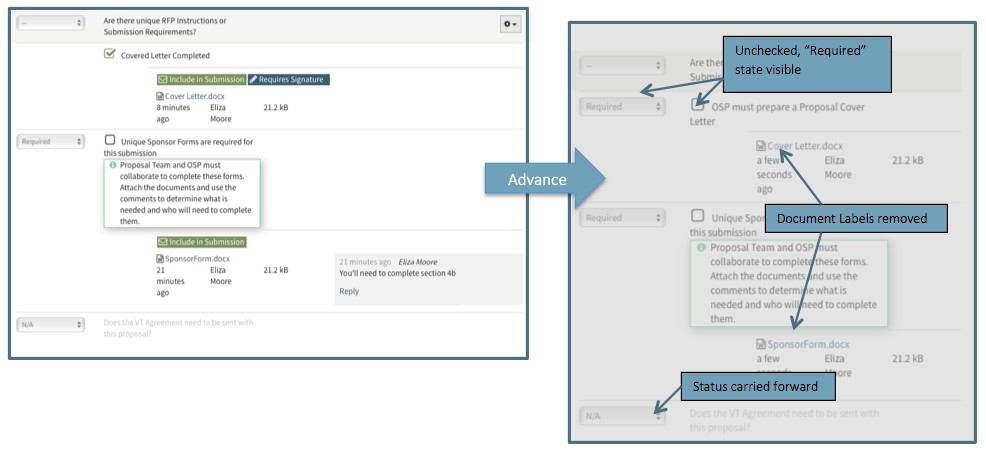 --
Are there unique RFP Instructions or
Submission Requirements?
Covered Letter Completed
Include in Submission
Requires Signature
Cover Letter.docx
8 minutes ago
Eliza Moore
21.2 kB
Required
Unique Sponsor Forms are required for
this submission
Proposal Team and OSP must
collaborate to complete these forms.
Attach the documents and use the
comments to determine what is
needed and who will need to complete
them.
Include in Submission
SponsorForm.docx
21 minutes ago
Eliza Moore
21.2 kB
21 minutes ago Eliza Moore
You'll need to complete section 4b
Reply
N/A
Does the VT Agreement need to be sent with
this proposal?
Advance
Unchecked, “Required”
state visible
--
Are ther
Submis
Required
OSP must prepare a Proposal Cover
Letter
Cover Letter.docx
a few seconds ago
Eliza Moore
21.2 kB
Document Labels removed
Required
Unique Spo
this submission
Proposal Team and OSP must
collaborate to complete these forms.
Attach the documents and use the
comments to determine what is
needed and who will need to complete
them.
SponsorForm.docx
a few
Eliza Moore
21.2 kB
Status carried forward
N/A
Does the VT Agreement need to be sent with
this proposal?